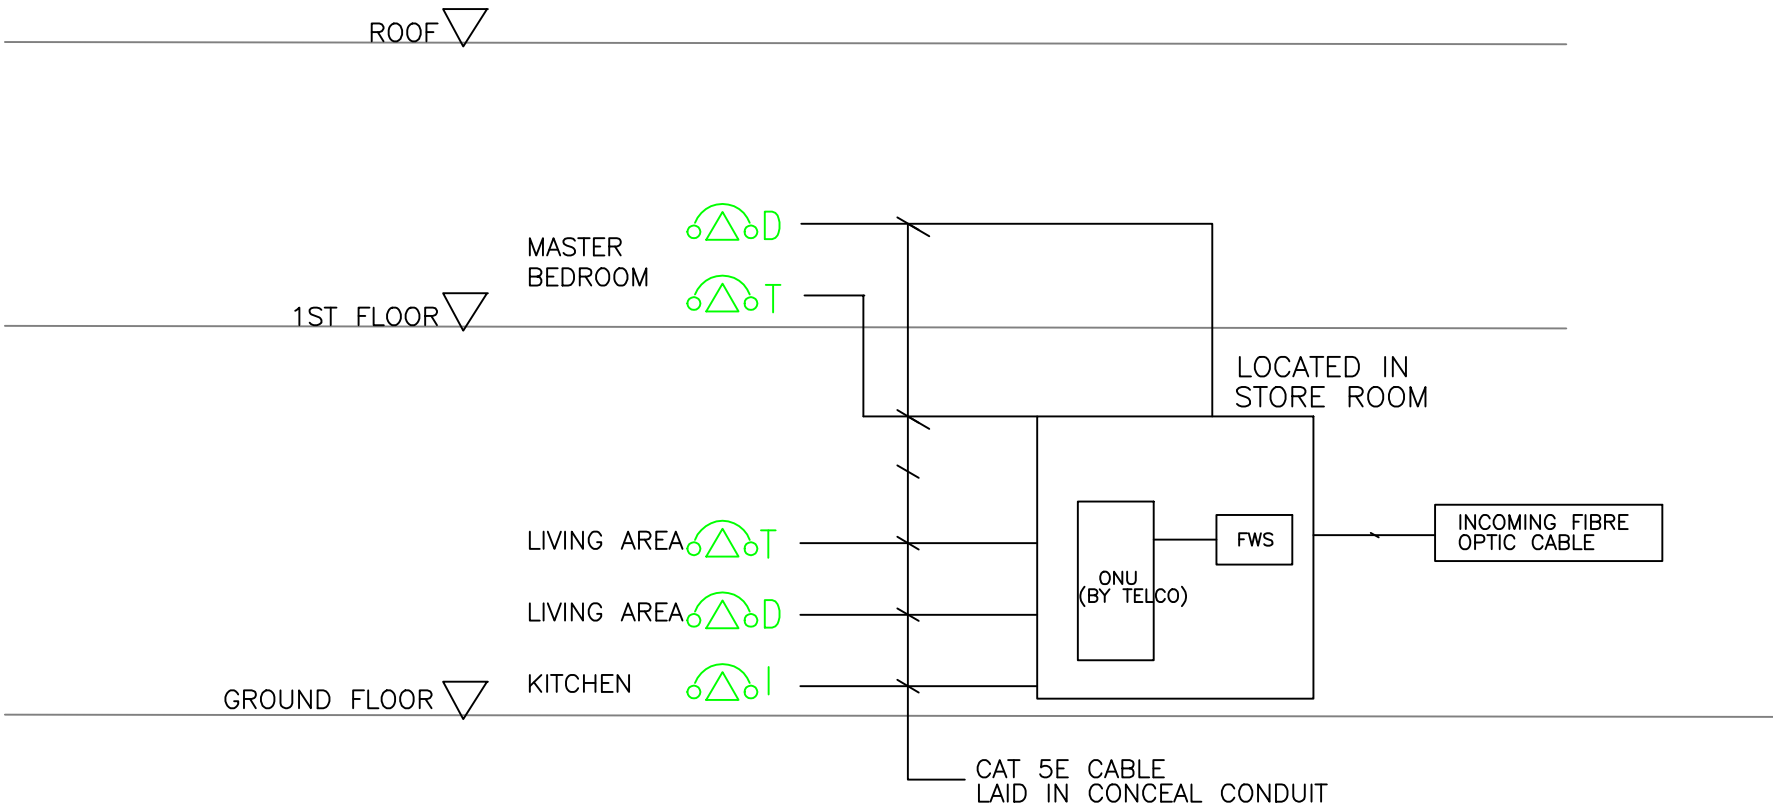 ROOF
D
MASTER
BEDROOM
T
1ST FLOOR
LOCATED IN
STORE ROOM
LIVING AREA T
INCOMING FIBRE
OPTIC CABLE
FWS
ONU
(BY TELCO)
LIVING AREA D
KITCHEN I
GROUND FLOOR
CAT 5E CABLE
LAID IN CONCEAL CONDUIT